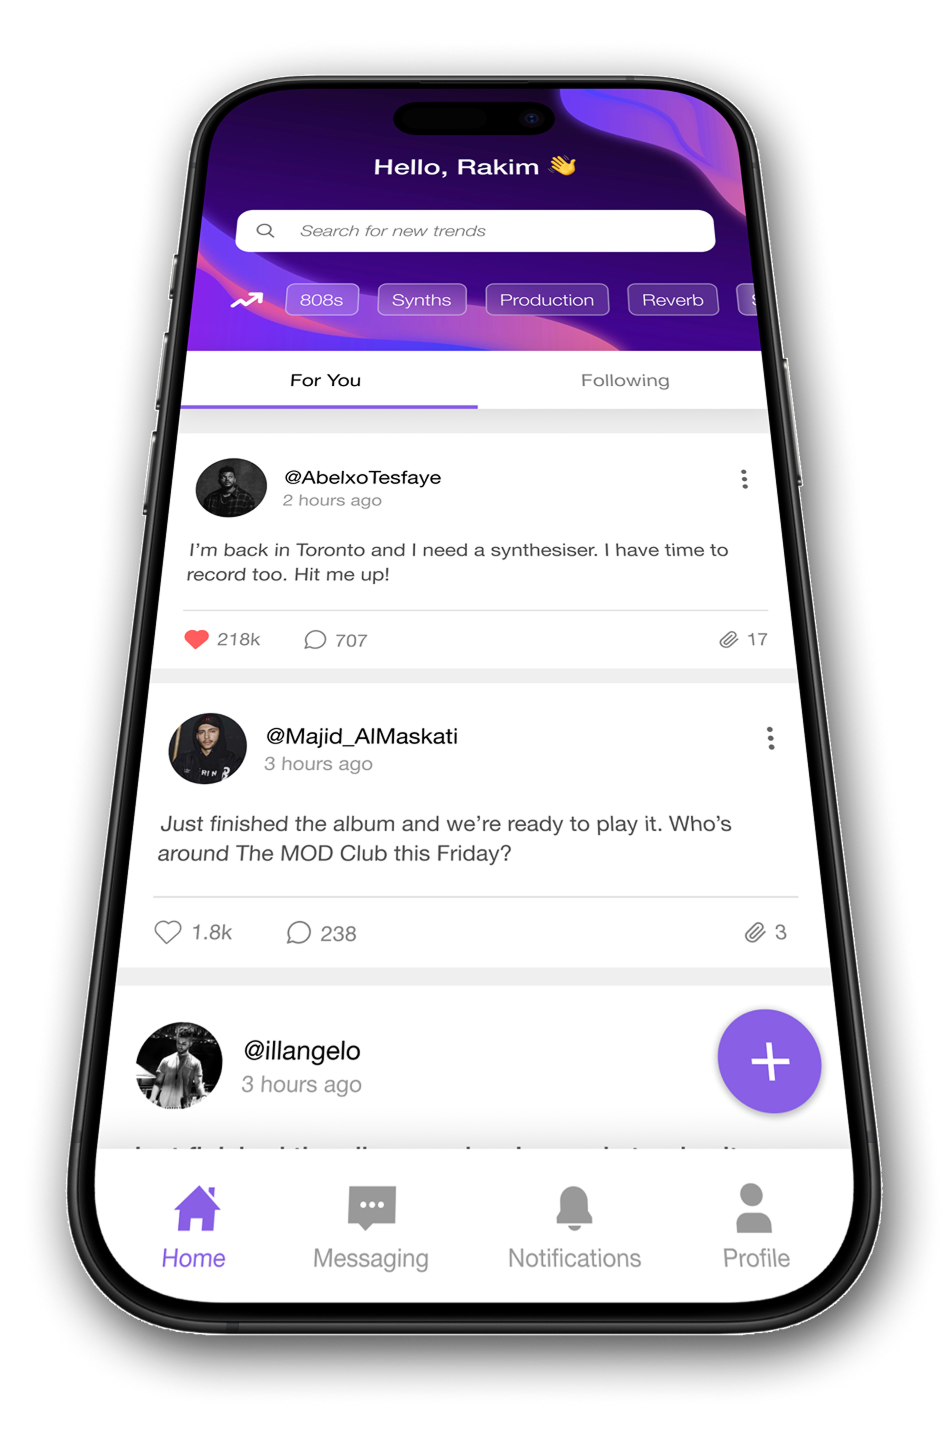 Hello, Rakim 👋
Search for new trends
808s Synths Production Reverb
For You Following
@AbelxoTesfaye
2 hours ago
I'm back in Toronto and I need a synthesiser. I have time to
record too. Hit me up!
218k 707 17
@Majid_AlMaskati
3 hours ago
Just finished the album and we're ready to play it. Who's
around The MOD Club this Friday?
1.8k 238 3
@illangelo
3 hours ago
Home Messaging Notifications Profile